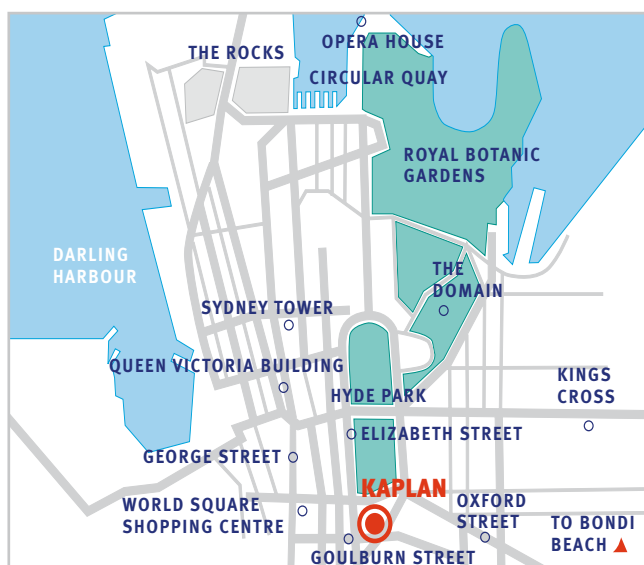 OPERA HOUSE
THE ROCKS
CIRCULAR QUAY
ROYAL BOTANIC
GARDENS
DARLING
HARBOUR
THE
DOMAIN
SYDNEY TOWER
QUEEN VICTORIA BUILDING
HYDE PARK
KINGS
CROSS
ELIZABETH STREET
GEORGE STREET
KAPLAN
WORLD SQUARE
SHOPPING CENTRE
OXFORD
STREET
GOULBURN STREET
TO BONDI
BEACH